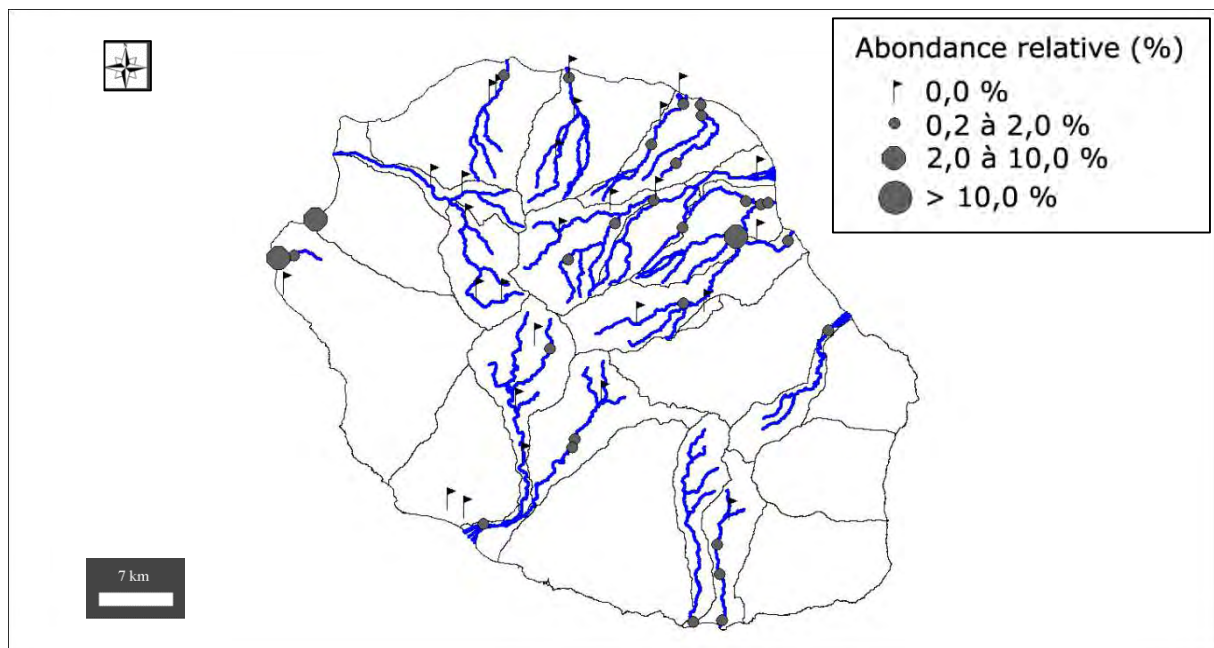 Abondance relative (%)
0,0 %
0,2 à 2,0 %
2,0 à 10,0 %
> 10,0 %
7 km